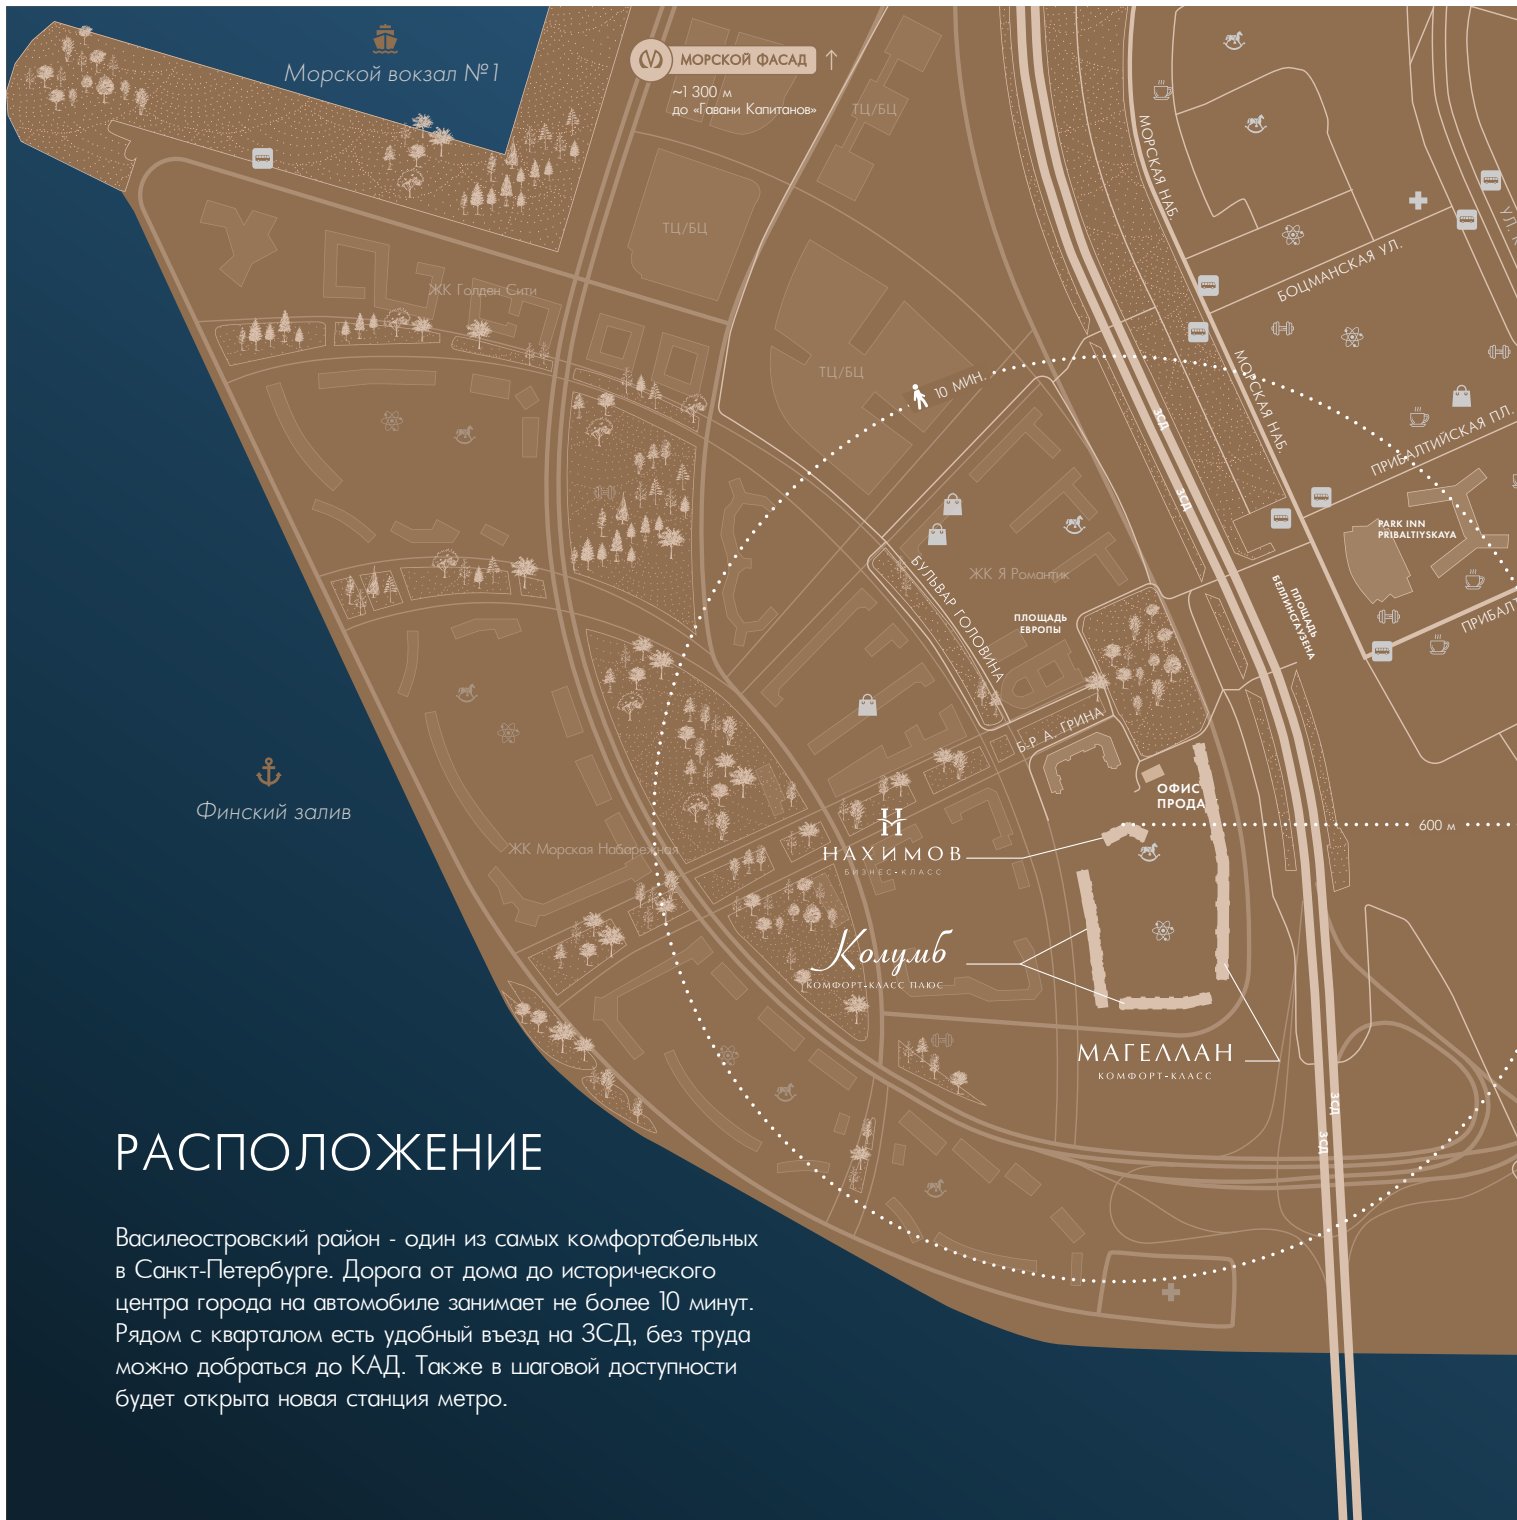 Морской вокзал №1
МОРСКОЙ ФАСАД
~1 300 м
до «Гавани Капитанов»
ТЦ/БЦ
МОРСКАЯ НАБ.
ТЦ/БЦ
БОЦМАНСКАЯ УЛ.
ЖК Голден Сити
ТЦ/БЦ
10 МИН.
МОРСКАЯ НАБ.
ЗСД
ПРИБАЛТИЙСКАЯ ПЛ.
ЗСД
PARK INN
PRIBALTIYSKAYA
БУЛЬВАР ГОЛОВИНА
ЖК Я Романтик
ПЛОЩАДЬ
ЕВРОПЫ
ПЛОЩАДЬ
БЕЛЛИНСГАУЗЕНА
ПРИБАЛТ
Б-Р А. ГРИНА
ОФИС
ПРОДА
Финский залив
600 м
ЖК Морская Набережная
НАХИМОВ
БИЗНЕС-КЛАСС
Колумб
КОМФОРТ-КЛАСС ПЛЮС
МАГЕЛЛАН
КОМФОРТ-КЛАСС
ЗСД
ЗСД
РАСПОЛОЖЕНИЕ
Василеостровский район - один из самых комфортабельных
в Санкт-Петербурге. Дорога от дома до исторического
центра города на автомобиле занимает не более 10 минут.
Рядом с кварталом есть удобный въезд на ЗСД, без труда
можно добраться до КАД. Также в шаговой доступности
будет открыта новая станция метро.